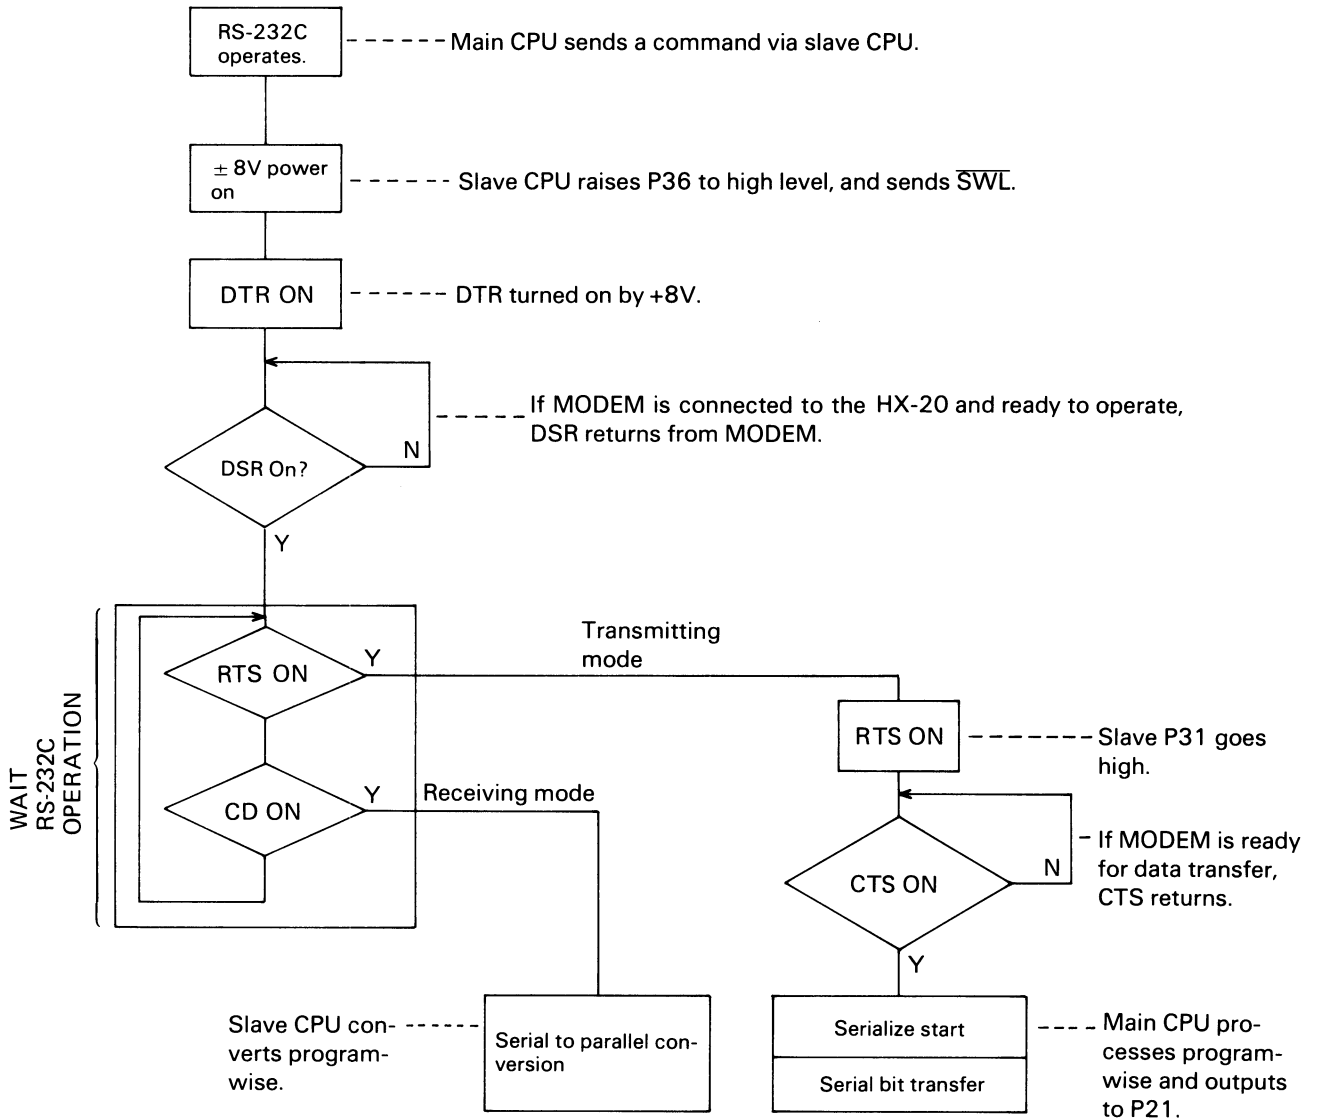 RS-232C
operates.
Main CPU sends a command via slave CPU.
± 8V power
on
Slave CPU raises P36 to high level, and sends S̅W̅L̅.
DTR ON
DTR turned on by +8V.
If MODEM is connected to the HX-20 and ready to operate,
DSR returns from MODEM.
DSR On?
N
Y
WAIT
RS-232C
OPERATION
RTS ON
Y
Transmitting
mode
RTS ON
Slave P31 goes
high.
CD ON
Y
Receiving mode
CTS ON
N
If MODEM is ready
for data transfer,
CTS returns.
Y
Slave CPU con-
verts program-
wise.
Serial to parallel con-
version
Serialize start
Serial bit transfer
Main CPU pro-
cesses program-
wise and outputs
to P21.